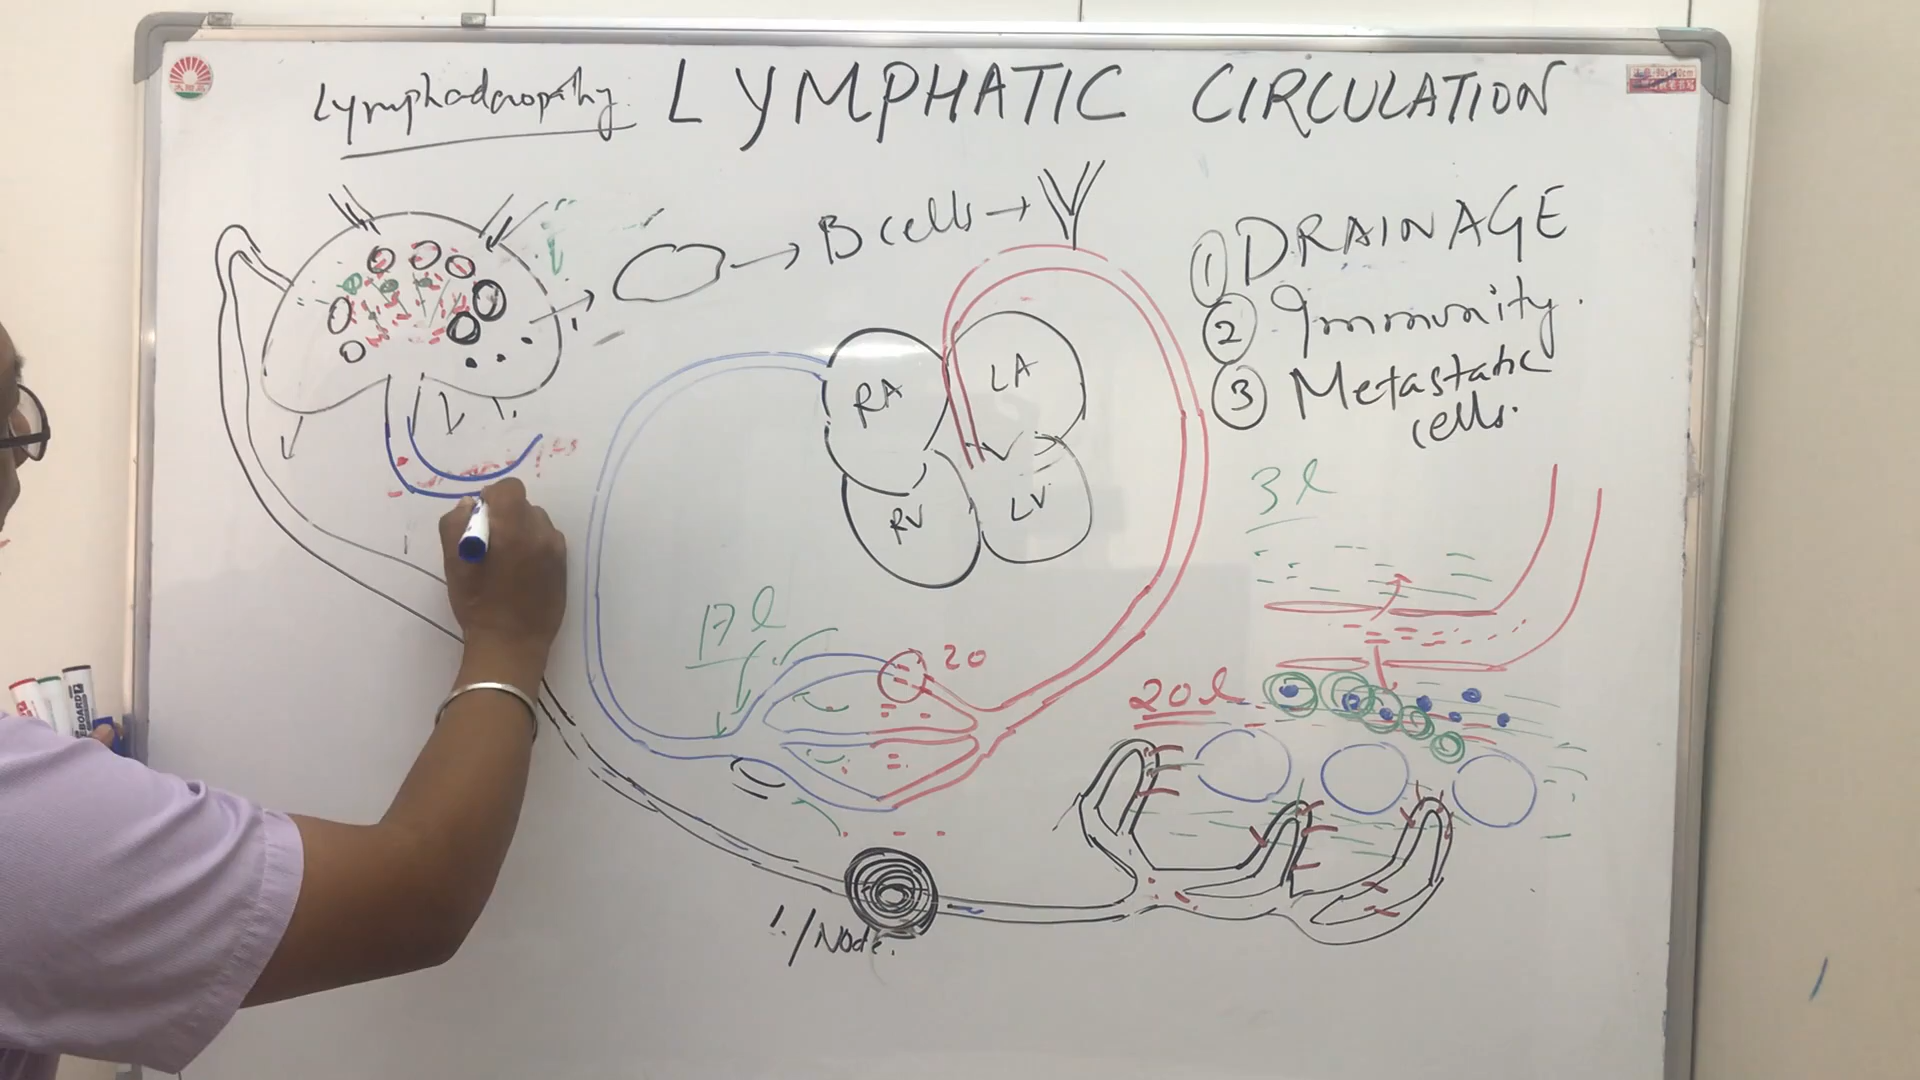 Lymphadenopathy. LYMPHATIC CIRCULATION
B cells →
① DRAINAGE
② Immunity.
③ Metastatic
cells.
RA
LA
RV
LV
3 l
17 l
20
20 l
/Node.